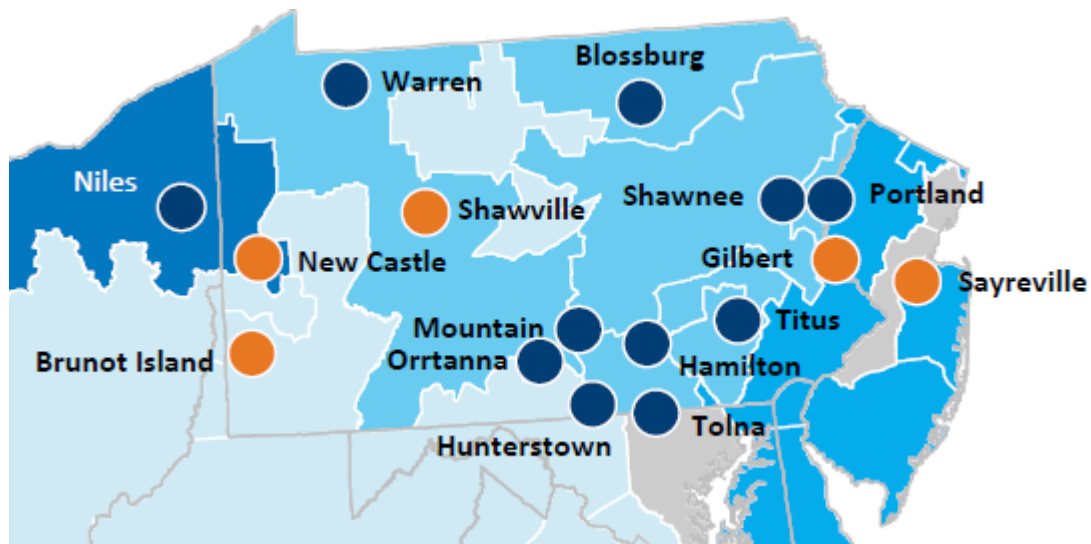 Blossburg
Warren
Niles
Shawnee
Portland
Shawville
New Castle
Gilbert
Sayreville
Mountain
Titus
Brunot Island
Orrtanna
Hamilton
Hunterstown
Tolna